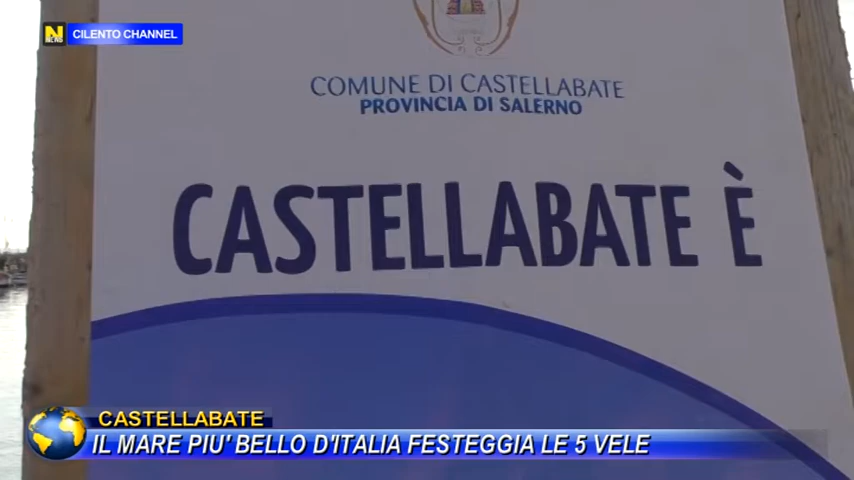 N
NEWS
CILENTO CHANNEL
COMUNE DI CASTELLABATE
PROVINCIA DI SALERNO
CASTELLABATE È
CASTELLABATE
IL MARE PIU' BELLO D'ITALIA FESTEGGIA LE 5 VELE